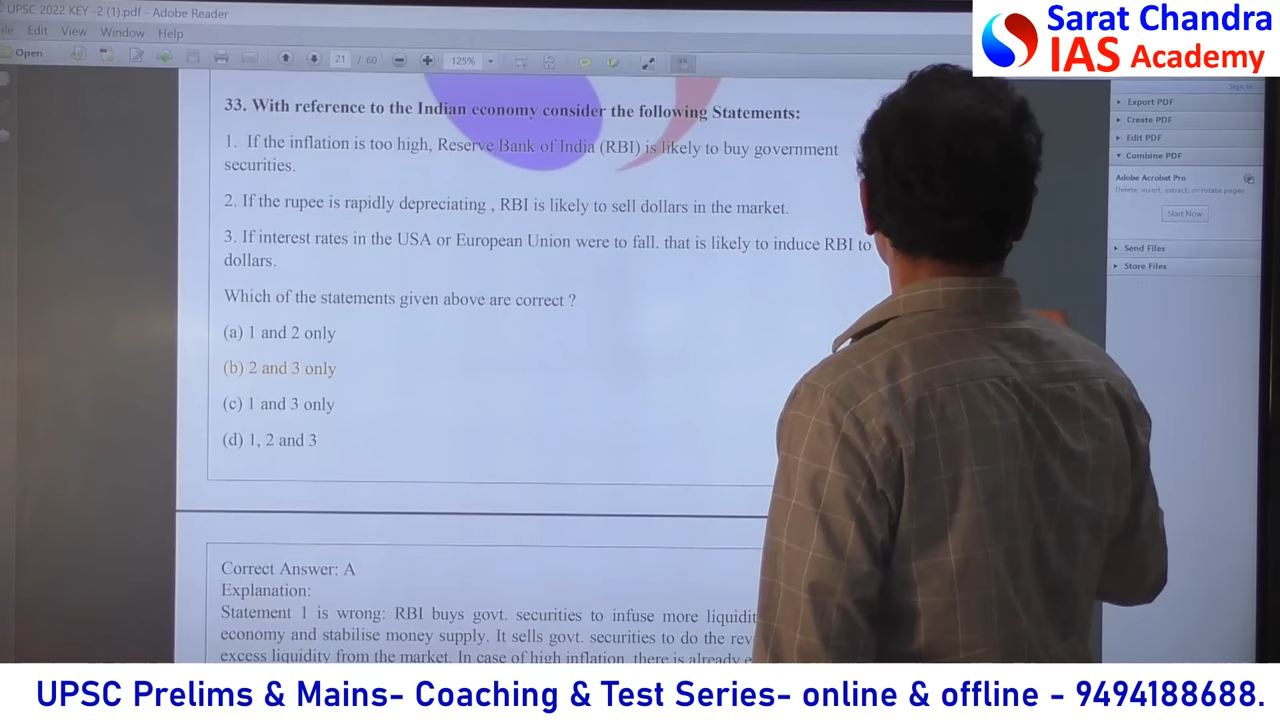 UPSC 2022 KEY -2 (1).pdf - Adobe Reader
Edit View Window Help
Open 21 / 60 125%
Sarat Chandra
IAS Academy
Export PDF
Create PDF
Edit PDF
Combine PDF
Adobe Acrobat Pro
Delete, insert, extract, or rotate pages
Start Now
Send Files
Store Files
33. With reference to the Indian economy consider the following Statements:
1. If the inflation is too high, Reserve Bank of India (RBI) is likely to buy government
securities.
2. If the rupee is rapidly depreciating , RBI is likely to sell dollars in the market.
3. If interest rates in the USA or European Union were to fall. that is likely to induce RBI to
dollars.
Which of the statements given above are correct ?
(a) 1 and 2 only
(b) 2 and 3 only
(c) 1 and 3 only
(d) 1, 2 and 3
Correct Answer: A
Explanation:
Statement 1 is wrong: RBI buys govt. securities to infuse more
economy and stabilise money supply. It sells govt. securities to do the
excess liquidity from the market. In case of high inflation, there is already
UPSC Prelims & Mains- Coaching & Test Series- online & offline - 9494188688.